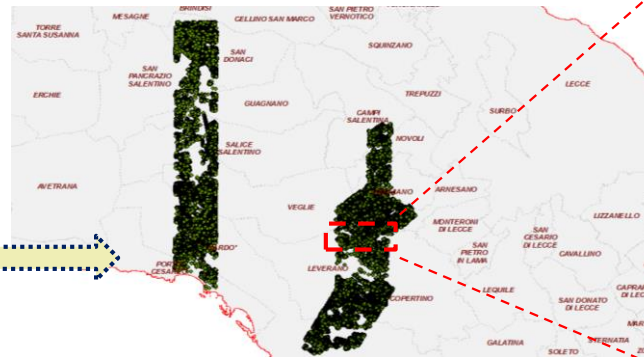 BRINDISI
MESAGNE
CELLINO SAN MARCO
SAN PIETRO
VERNOTICO
TORRE
SANTA SUSANNA
SAN
DONACI
SQUINZANO
SAN
PANCRAZIO
SALENTINO
LECCE
ERCHIE
TREPUZZI
GUAGNANO
SURBO
CAMPI
SALENTINA
NOVOLI
SALICE
SALENTINO
AVETRANA
ARNESANO
VEGLIE
LIZZANELLO
MONTERONI
DI LECCE
SAN
CESARIO
DI LECCE
SAN
PIETRO
IN LAMA
CAVALLINO
LEVERANO
LEQUILE
COPERTINO
SAN DONATO
DI LECCE
GALATINA
SOLETO